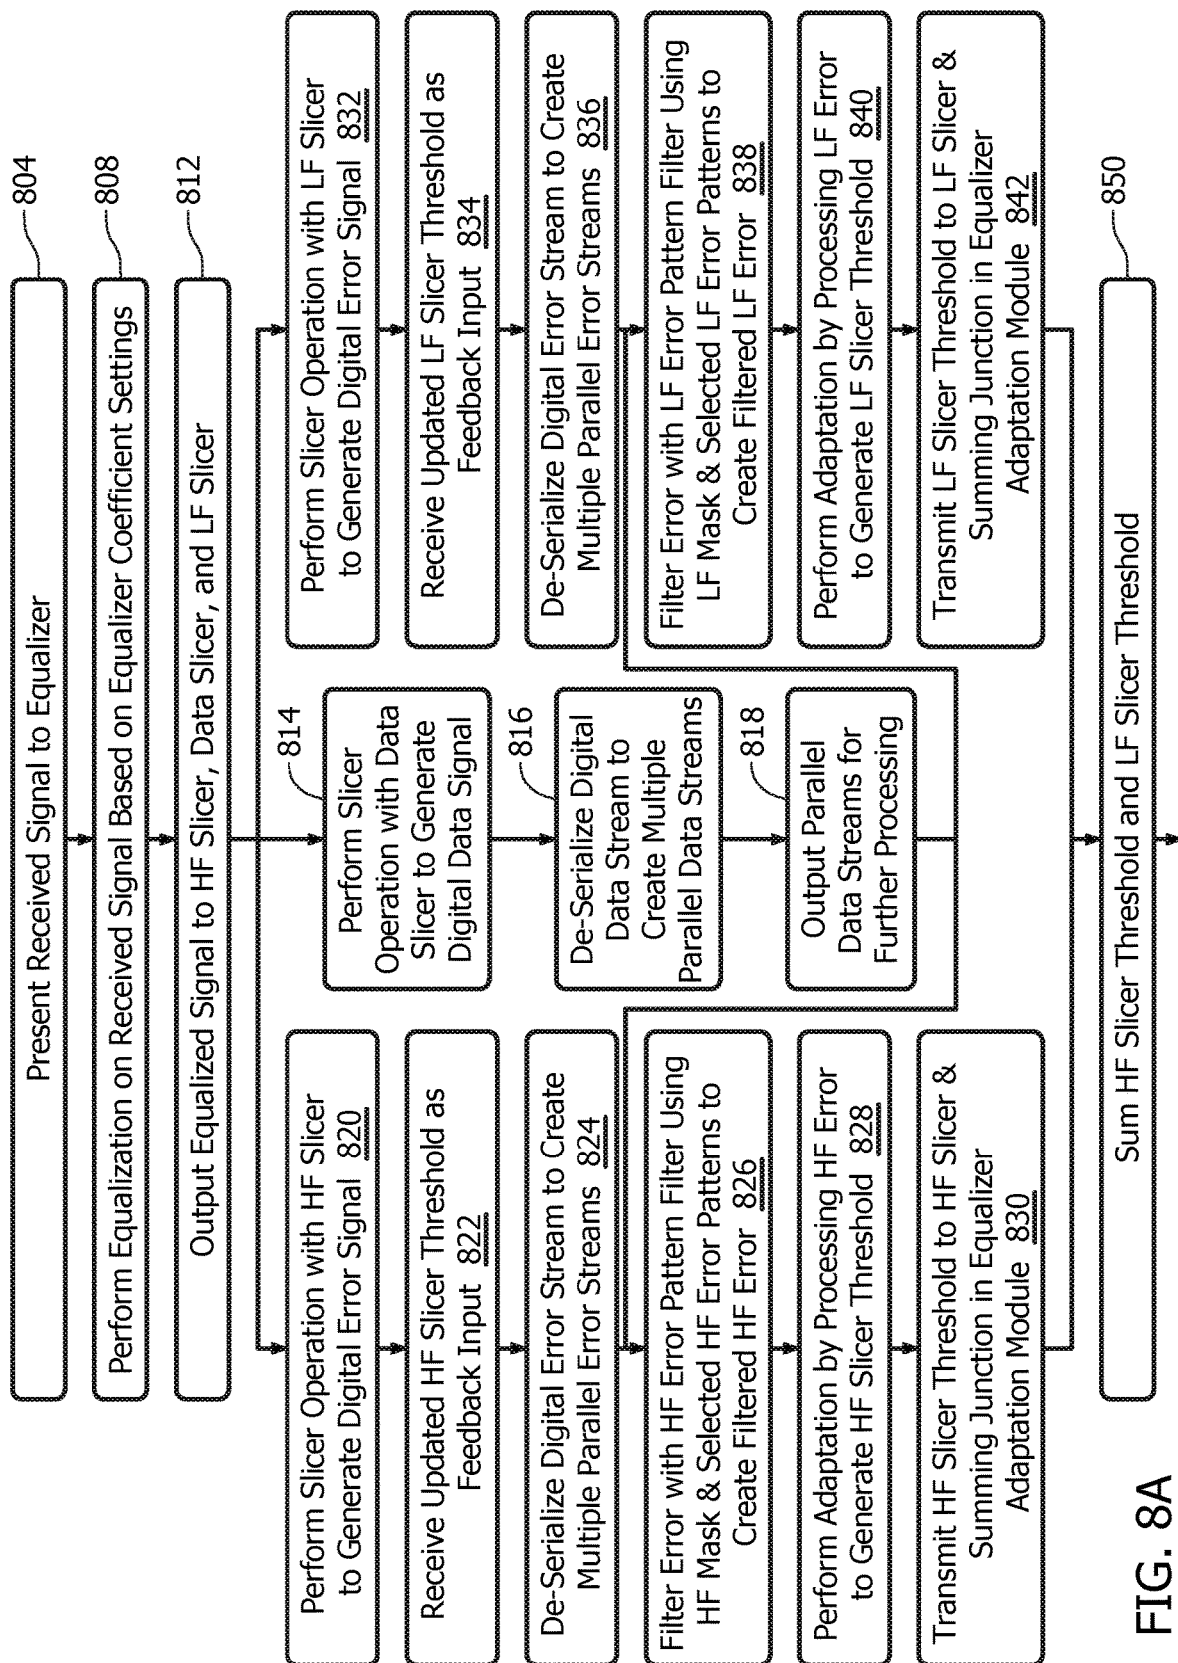 Present Received Signal to Equalizer
804
Perform Equalization on Received Signal Based on Equalizer Coefficient Settings
808
Output Equalized Signal to HF Slicer, Data Slicer, and LF Slicer
812
Perform Slicer Operation with HF Slicer
to Generate Digital Error Signal 820
Receive Updated HF Slicer Threshold as
Feedback Input 822
De-Serialize Digital Error Stream to Create
Multiple Parallel Error Streams 824
Filter Error with HF Error Pattern Filter Using
HF Mask & Selected HF Error Patterns to
Create Filtered HF Error 826
Perform Adaptation by Processing HF Error
to Generate HF Slicer Threshold 828
Transmit HF Slicer Threshold to HF Slicer &
Summing Junction in Equalizer
Adaptation Module 830
814
Perform Slicer
Operation with Data
Slicer to Generate
Digital Data Signal
816
De-Serialize Digital
Data Stream to
Create Multiple
Parallel Data Streams
818
Output Parallel
Data Streams for
Further Processing
Perform Slicer Operation with LF Slicer
to Generate Digital Error Signal 832
Receive Updated LF Slicer Threshold as
Feedback Input 834
De-Serialize Digital Error Stream to Create
Multiple Parallel Error Streams 836
Filter Error with LF Error Pattern Filter Using
LF Mask & Selected LF Error Patterns to
Create Filtered LF Error 838
Perform Adaptation by Processing LF Error
to Generate LF Slicer Threshold 840
Transmit LF Slicer Threshold to LF Slicer &
Summing Junction in Equalizer
Adaptation Module 842
Sum HF Slicer Threshold and LF Slicer Threshold
850
FIG. 8A